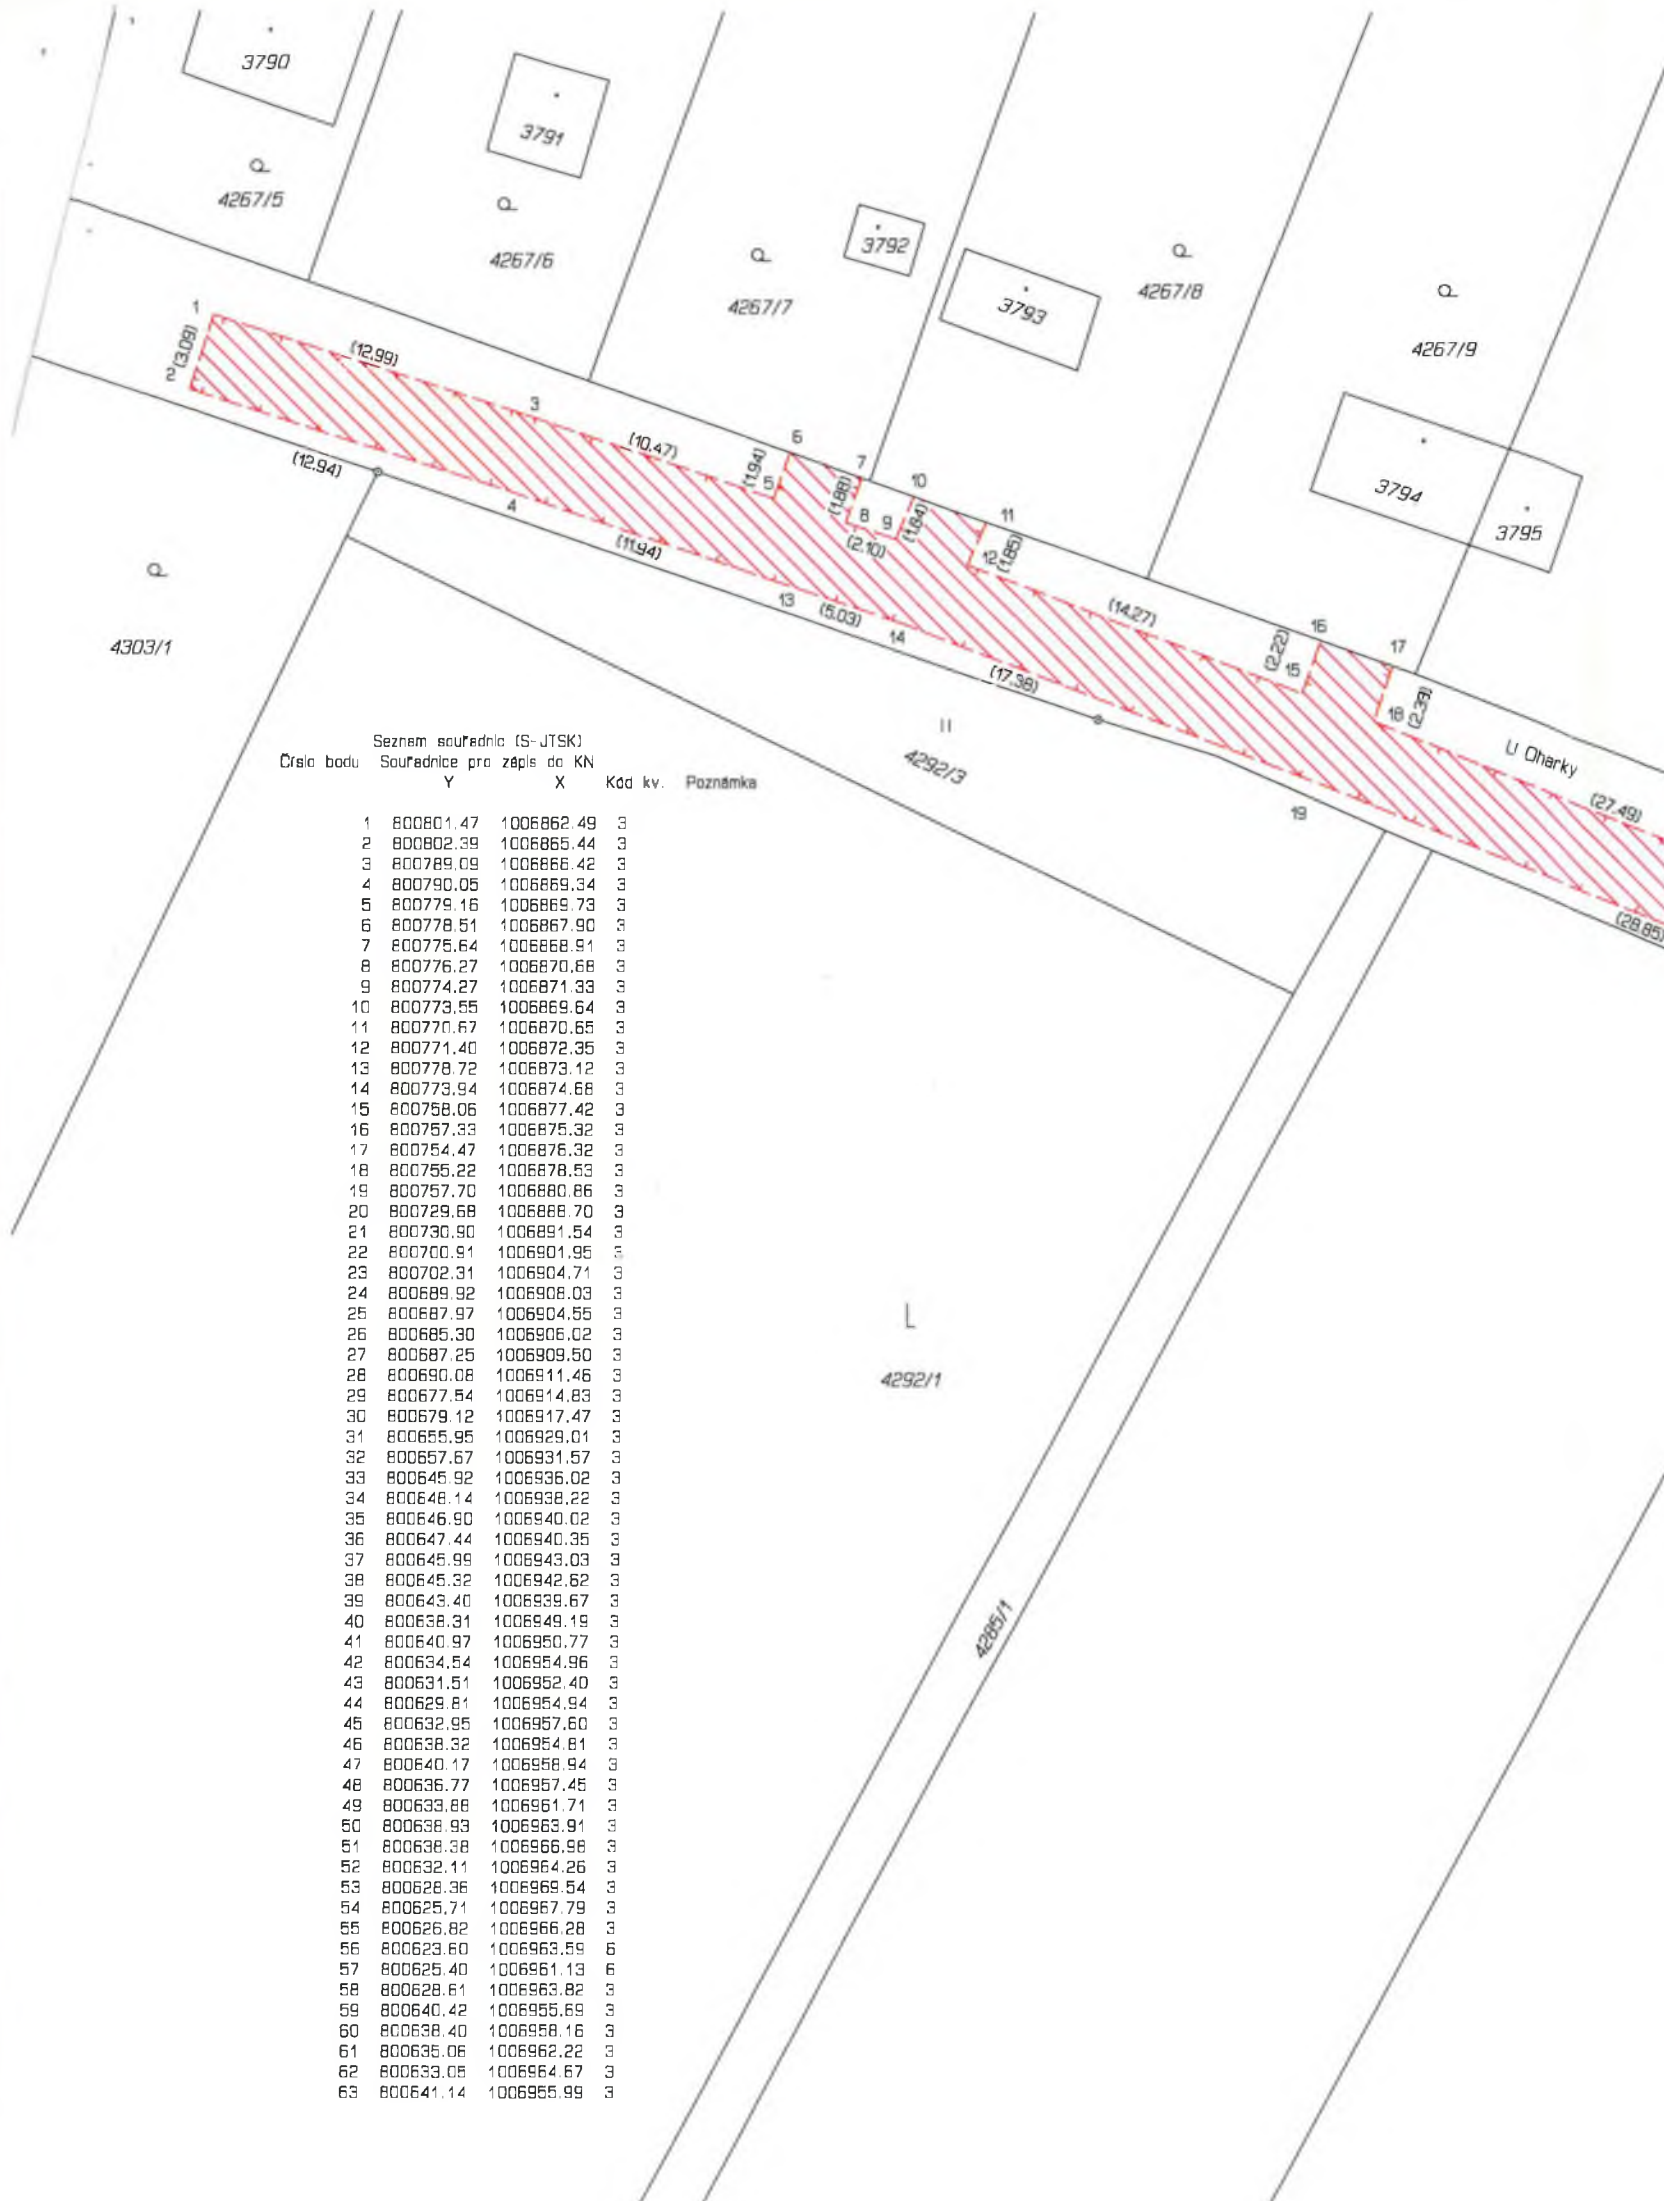 3790
3791
4267/5
4267/6
3792
3793
4267/7
4267/8
4267/9
3794
3795
1
(3.09)
2
(12.99)
3
(12.94)
4
(10.47)
(1.94)
5
6
7
(1.88)
8
9
(2.10)
10
(1.84)
11
12
(1.85)
(11.94)
13
(5.03)
14
(14.27)
(17.38)
(2.22)
15
16
17
18
(2.39)
U Oharky
(27.49)
19
(28.85)
4303/1
II
4292/3
Seznam souřadnic (S-JTSK)
Číslo bodu Souřadnice pro zápis do KN
Y X Kód kv. Poznámka
1 800801.47 1006862.49 3
2 800802.39 1006865.44 3
3 800789.09 1006866.42 3
4 800790.05 1006869.34 3
5 800779.16 1006869.73 3
6 800778.51 1006867.90 3
7 800775.64 1006868.91 3
8 800776.27 1006870.68 3
9 800774.27 1006871.33 3
10 800773.55 1006869.64 3
11 800770.67 1006870.65 3
12 800771.40 1006872.35 3
13 800778.72 1006873.12 3
14 800773.94 1006874.68 3
15 800758.06 1006877.42 3
16 800757.33 1006875.32 3
17 800754.47 1006876.32 3
18 800755.22 1006878.53 3
19 800757.70 1006880.86 3
20 800729.68 1006888.70 3
21 800730.90 1006891.54 3
22 800700.91 1006901.95 3
23 800702.31 1006904.71 3
24 800689.92 1006908.03 3
25 800687.97 1006904.55 3
26 800685.30 1006906.02 3
27 800687.25 1006909.50 3
28 800690.08 1006911.46 3
29 800677.54 1006914.83 3
30 800679.12 1006917.47 3
31 800655.95 1006929.01 3
32 800657.67 1006931.57 3
33 800645.92 1006936.02 3
34 800648.14 1006938.22 3
35 800646.90 1006940.02 3
36 800647.44 1006940.35 3
37 800645.99 1006943.03 3
38 800645.32 1006942.62 3
39 800643.40 1006939.67 3
40 800638.31 1006949.19 3
41 800640.97 1006950.77 3
42 800634.54 1006954.96 3
43 800631.51 1006952.40 3
44 800629.81 1006954.94 3
45 800632.95 1006957.60 3
46 800638.32 1006954.81 3
47 800640.17 1006958.94 3
48 800636.77 1006957.45 3
49 800633.88 1006961.71 3
50 800638.93 1006963.91 3
51 800638.38 1006966.98 3
52 800632.11 1006964.26 3
53 800628.36 1006969.54 3
54 800625.71 1006967.79 3
55 800626.82 1006966.28 3
56 800623.60 1006963.59 6
57 800625.40 1006961.13 6
58 800628.61 1006963.82 3
59 800640.42 1006955.69 3
60 800638.40 1006958.16 3
61 800635.06 1006962.22 3
62 800633.05 1006964.67 3
63 800641.14 1006955.99 3
L
4292/1
4285/1